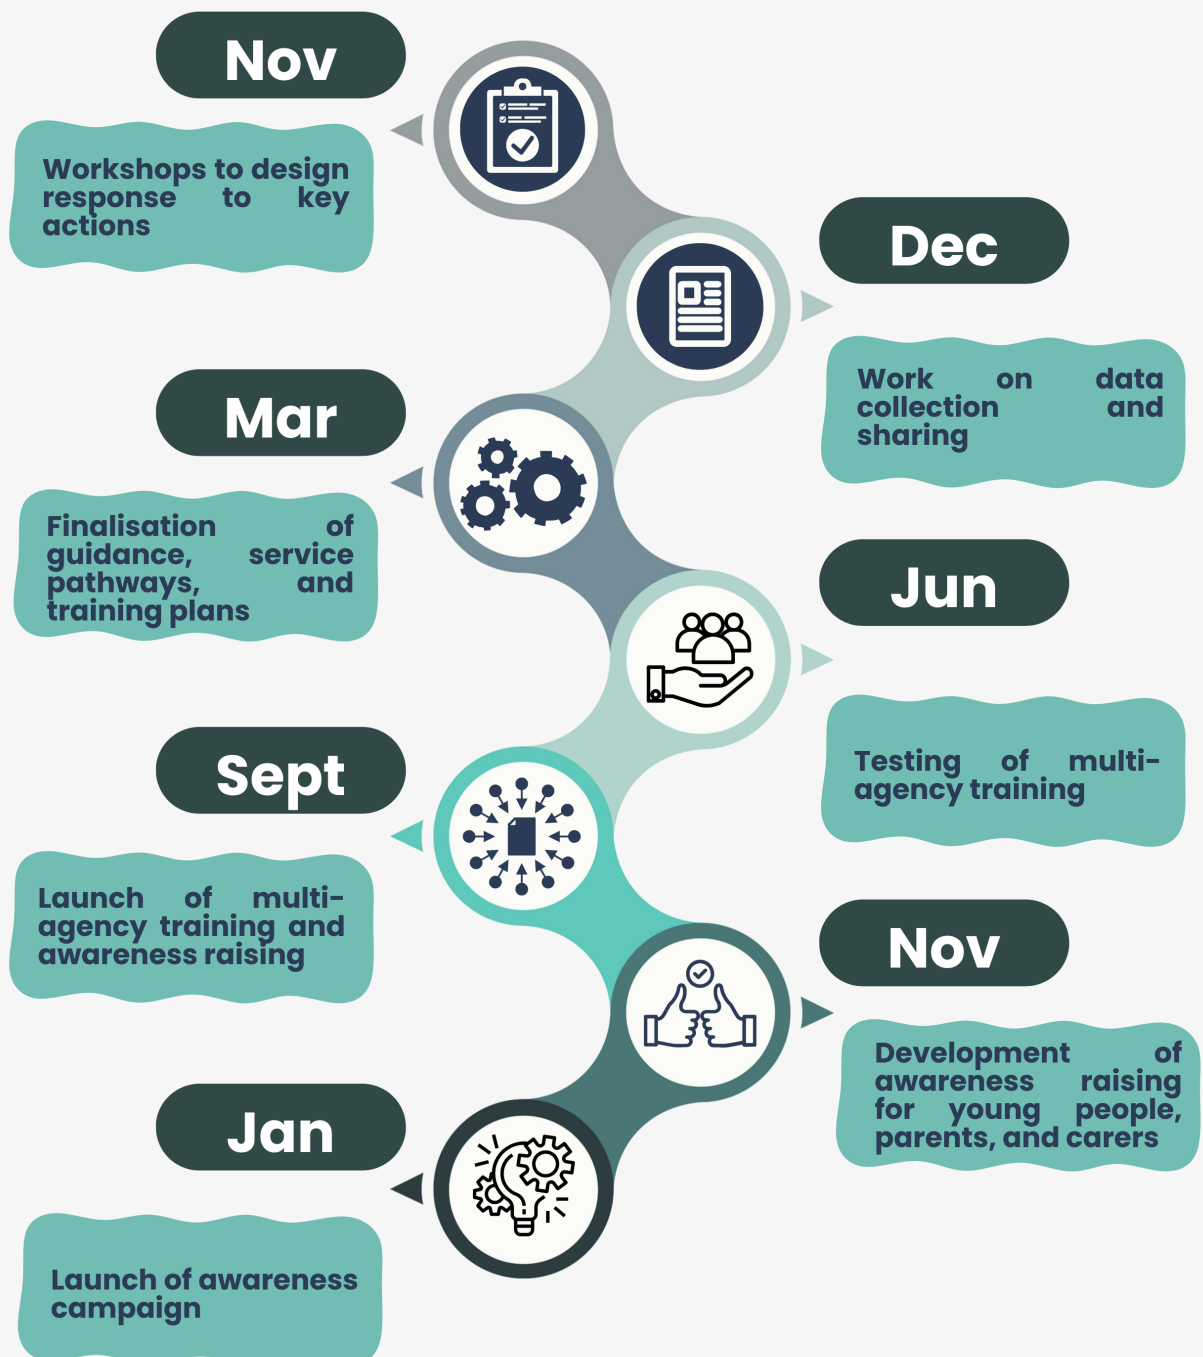 Nov
Workshops to design
response to key
actions
Dec
Work on data
collection and
sharing
Mar
Finalisation of
guidance, service
pathways, and
training plans
Jun
Testing of multi-
agency training
Sept
Launch of multi-
agency training and
awareness raising
Nov
Development of
awareness raising
for young people,
parents, and carers
Jan
Launch of awareness
campaign